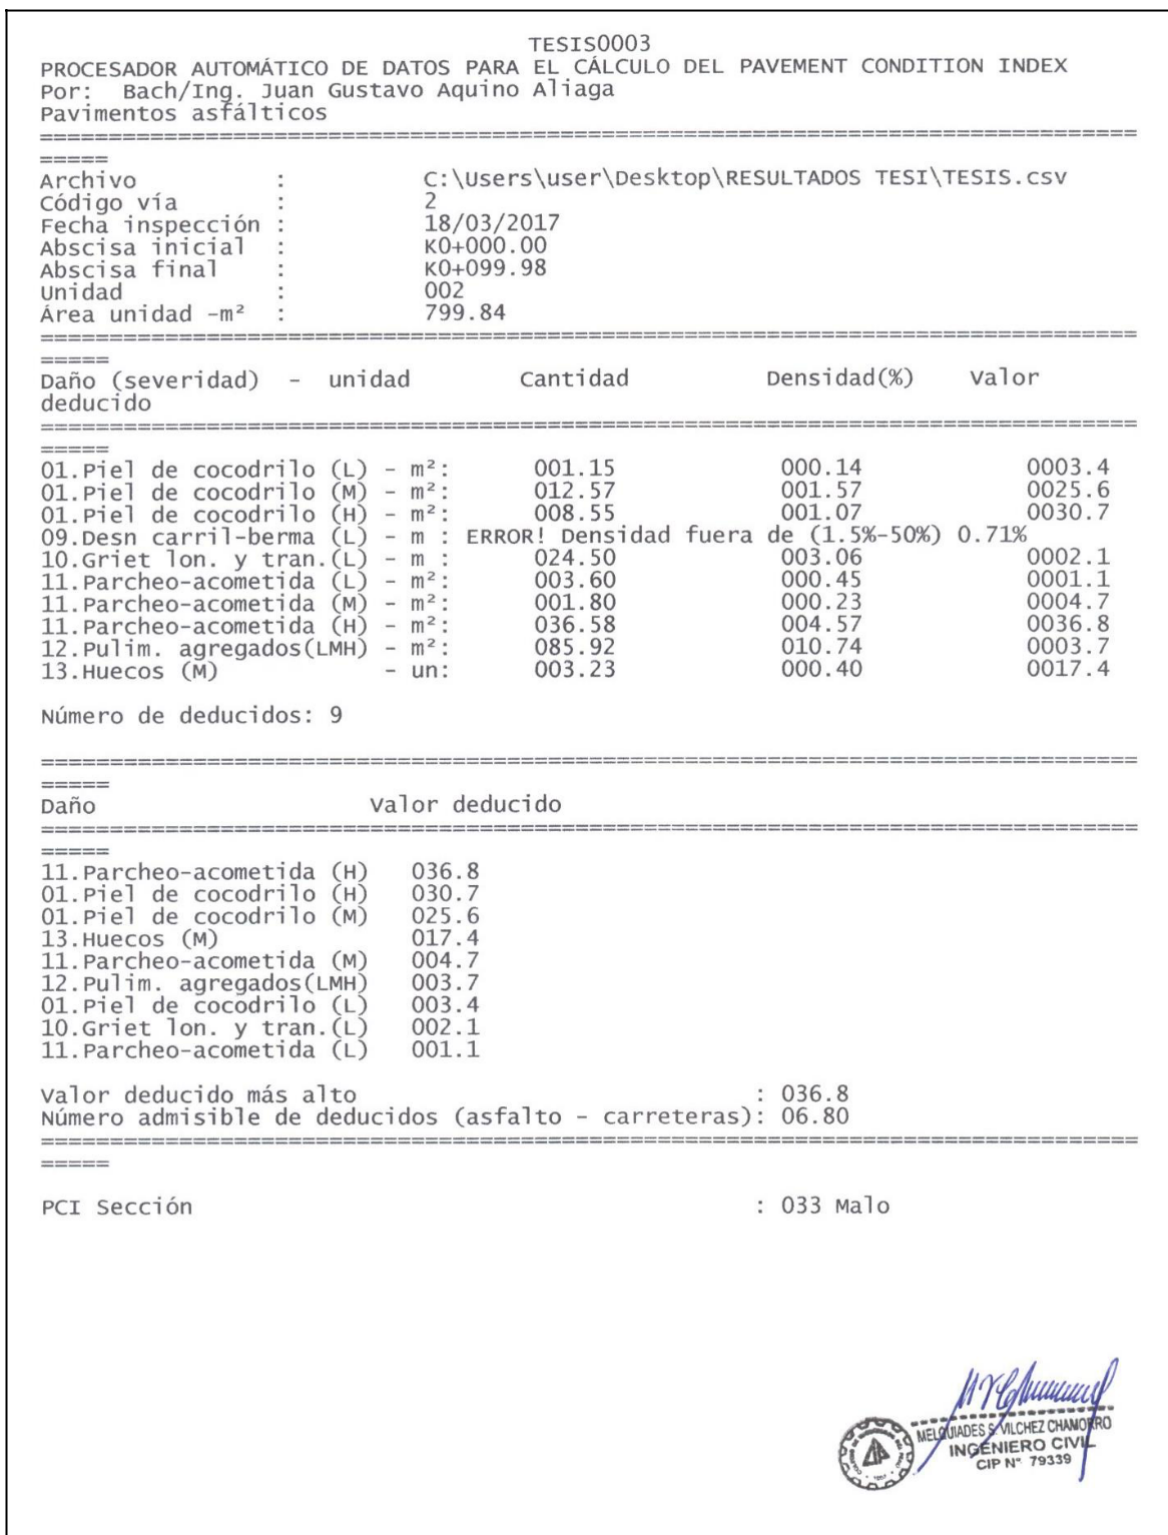 TESIS0003
PROCESADOR AUTOMÁTICO DE DATOS PARA EL CÁLCULO DEL PAVEMENT CONDITION INDEX
Por: Bach/Ing. Juan Gustavo Aquino Aliaga
Pavimentos asfálticos
================================================================================
=====
Archivo : C:\Users\user\Desktop\RESULTADOS TESI\TESIS.csv
Código vía : 2
Fecha inspección : 18/03/2017
Abscisa inicial : K0+000.00
Abscisa final : K0+099.98
Unidad : 002
Área unidad -m² : 799.84
================================================================================
=====
Daño (severidad) - unidad Cantidad Densidad(%) Valor
deducido
================================================================================
=====
01.Piel de cocodrilo (L) - m²: 001.15 000.14 0003.4
01.Piel de cocodrilo (M) - m²: 012.57 001.57 0025.6
01.Piel de cocodrilo (H) - m²: 008.55 001.07 0030.7
09.Desn carril-berma (L) - m : ERROR! Densidad fuera de (1.5%-50%) 0.71%
10.Griet lon. y tran.(L) - m : 024.50 003.06 0002.1
11.Parcheo-acometida (L) - m²: 003.60 000.45 0001.1
11.Parcheo-acometida (M) - m²: 001.80 000.23 0004.7
11.Parcheo-acometida (H) - m²: 036.58 004.57 0036.8
12.Pulim. agregados(LMH) - m²: 085.92 010.74 0003.7
13.Huecos (M) - un: 003.23 000.40 0017.4
Número de deducidos: 9
================================================================================
=====
Daño Valor deducido
================================================================================
=====
11.Parcheo-acometida (H) 036.8
01.Piel de cocodrilo (H) 030.7
01.Piel de cocodrilo (M) 025.6
13.Huecos (M) 017.4
11.Parcheo-acometida (M) 004.7
12.Pulim. agregados(LMH) 003.7
01.Piel de cocodrilo (L) 003.4
10.Griet lon. y tran.(L) 002.1
11.Parcheo-acometida (L) 001.1
Valor deducido más alto : 036.8
Número admisible de deducidos (asfalto - carreteras): 06.80
================================================================================
=====
PCI Sección : 033 Malo
MELQUIADES S. VILCHEZ CHAMORRO
INGENIERO CIVIL
CIP N° 79339